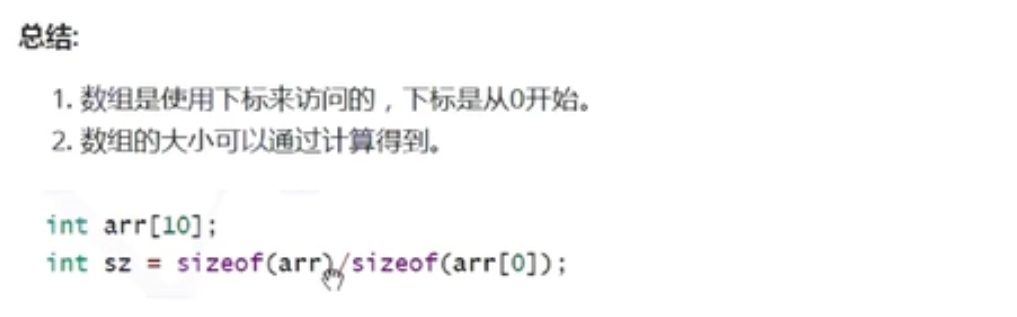 总结:
1. 数组是使用下标来访问的，下标是从0开始。
2. 数组的大小可以通过计算得到。
int arr[10];
int sz = sizeof(arr)/sizeof(arr[0]);